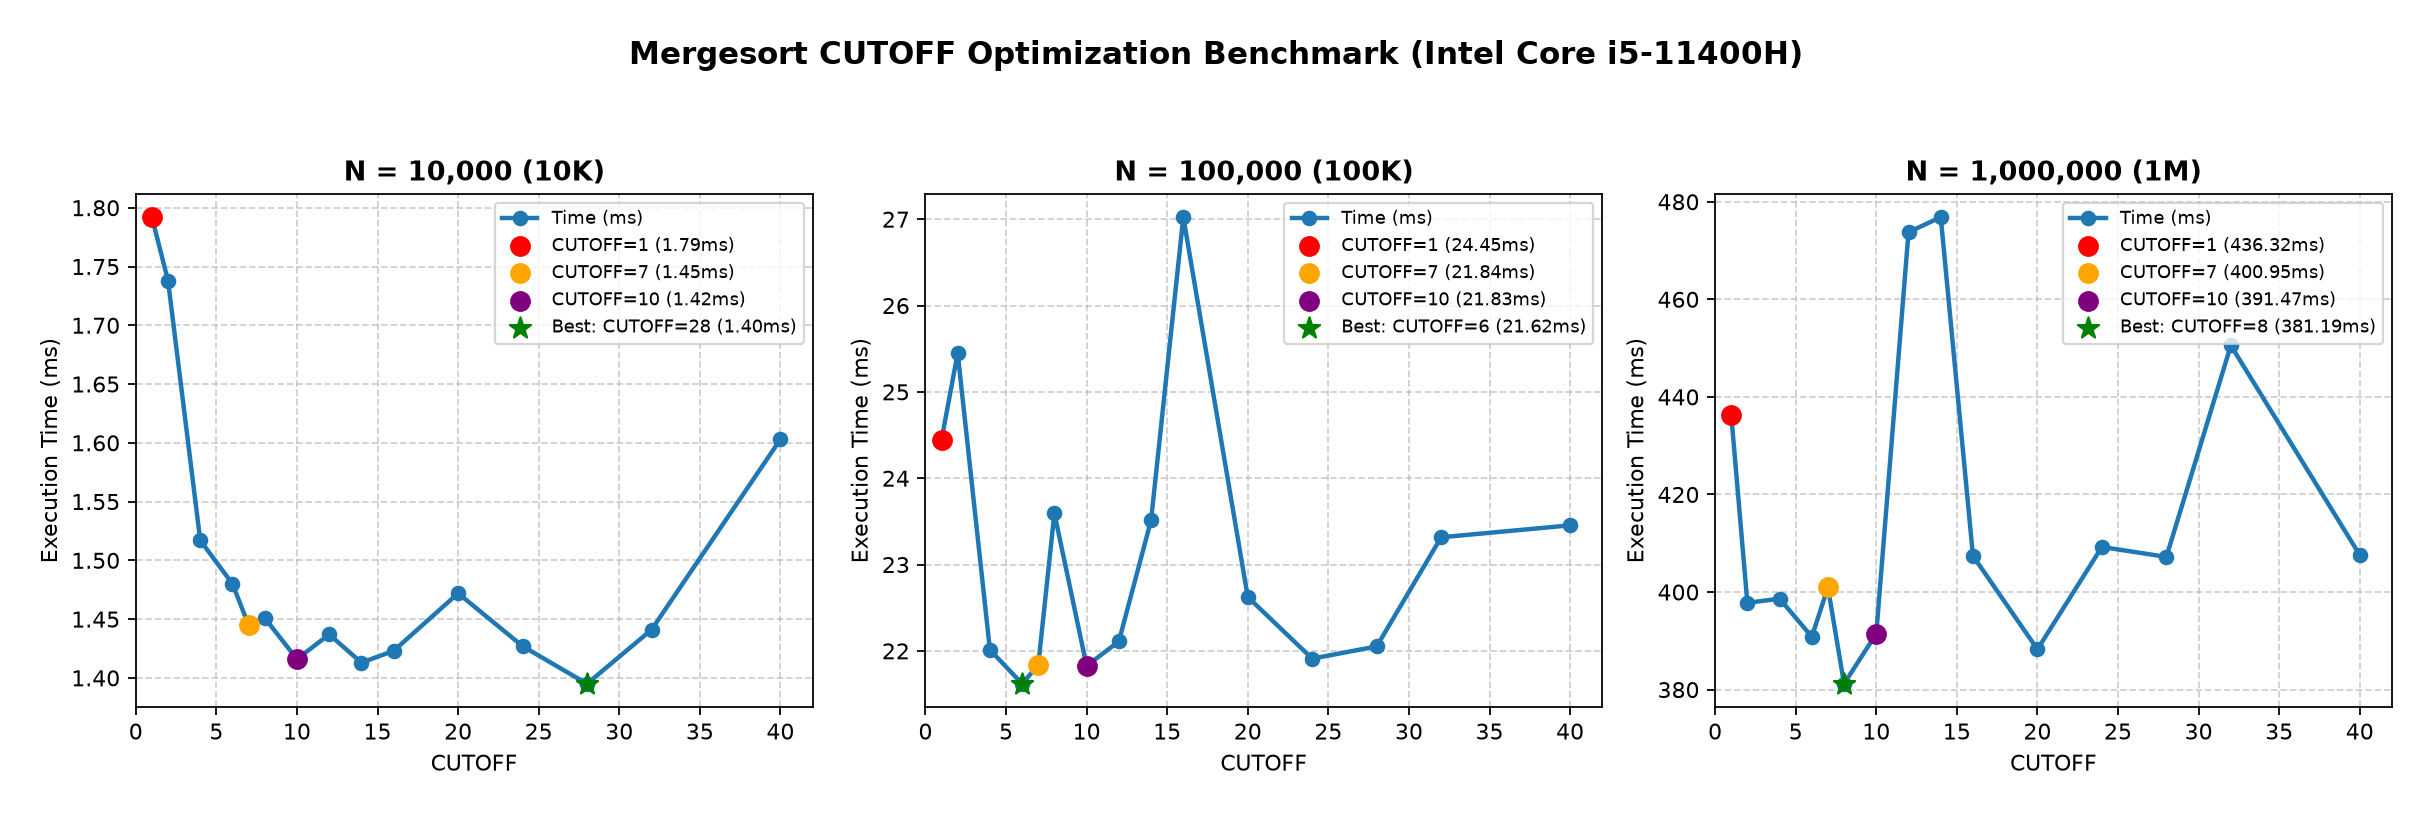 Mergesort CUTOFF Optimization Benchmark (Intel Core i5-11400H)
N = 10,000 (10K)
Execution Time (ms)
1.80
1.75
1.70
1.65
1.60
1.55
1.50
1.45
1.40
Time (ms)
CUTOFF=1 (1.79ms)
CUTOFF=7 (1.45ms)
CUTOFF=10 (1.42ms)
Best: CUTOFF=28 (1.40ms)
0 5 10 15 20 25 30 35 40
CUTOFF
N = 100,000 (100K)
Execution Time (ms)
27
26
25
24
23
22
Time (ms)
CUTOFF=1 (24.45ms)
CUTOFF=7 (21.84ms)
CUTOFF=10 (21.83ms)
Best: CUTOFF=6 (21.62ms)
0 5 10 15 20 25 30 35 40
CUTOFF
N = 1,000,000 (1M)
Execution Time (ms)
480
460
440
420
400
380
Time (ms)
CUTOFF=1 (436.32ms)
CUTOFF=7 (400.95ms)
CUTOFF=10 (391.47ms)
Best: CUTOFF=8 (381.19ms)
0 5 10 15 20 25 30 35 40
CUTOFF